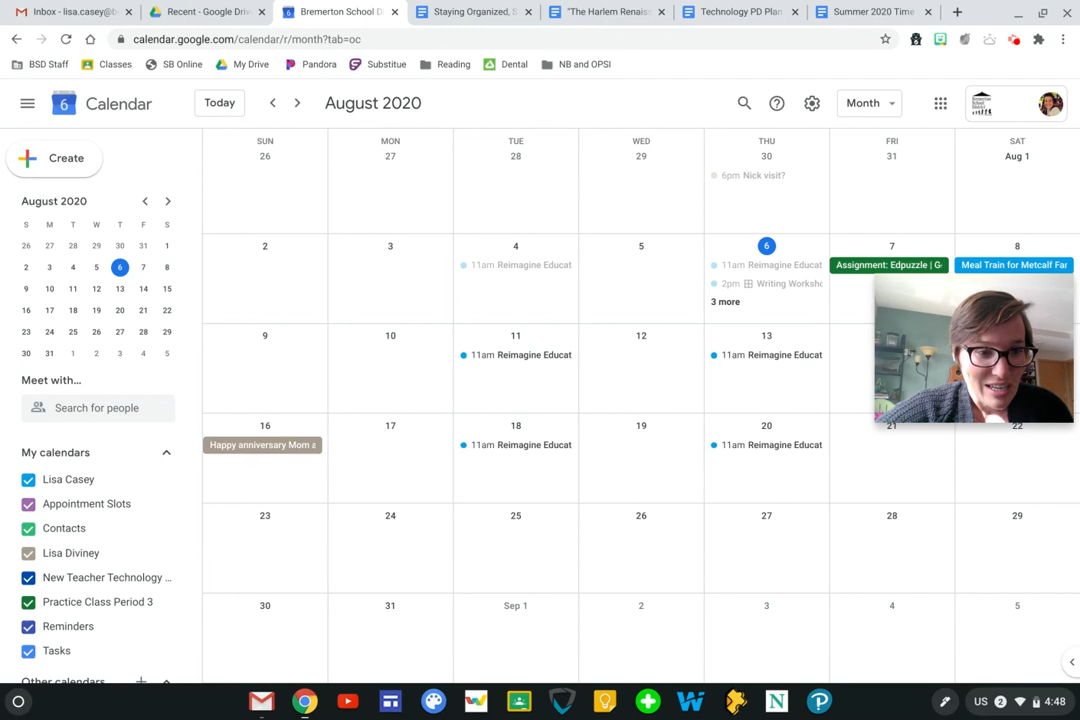 Inbox - lisa.casey@b
Recent - Google Driv
Bremerton School D
Staying Organized, S
"The Harlem Renaiss
Technology PD Plan
Summer 2020 Time
calendar.google.com/calendar/r/month?tab=oc
BSD Staff
Classes
SB Online
My Drive
Pandora
Substitue
Reading
Dental
NB and OPSI
6
Calendar
Today
August 2020
Month
Create
August 2020
S M T W T F S
26 27 28 29 30 31 1
2 3 4 5 6 7 8
9 10 11 12 13 14 15
16 17 18 19 20 21 22
23 24 25 26 27 28 29
30 31 1 2 3 4 5
Meet with...
Search for people
My calendars
Lisa Casey
Appointment Slots
Contacts
Lisa Diviney
New Teacher Technology ...
Practice Class Period 3
Reminders
Tasks
Other calendars
SUN MON TUE WED THU FRI SAT
26 27 28 29 30 31 Aug 1
6pm Nick visit?
2 3 4 5 6 7 8
11am Reimagine Educat
11am Reimagine Educat
Assignment: Edpuzzle | G
Meal Train for Metcalf Far
2pm Writing Worksho
3 more
9 10 11 12 13
11am Reimagine Educat
11am Reimagine Educat
16 17 18 19 20 21 22
Happy anniversary Mom a
11am Reimagine Educat
11am Reimagine Educat
23 24 25 26 27 28 29
30 31 Sep 1 2 3 4 5
US 2 4:48